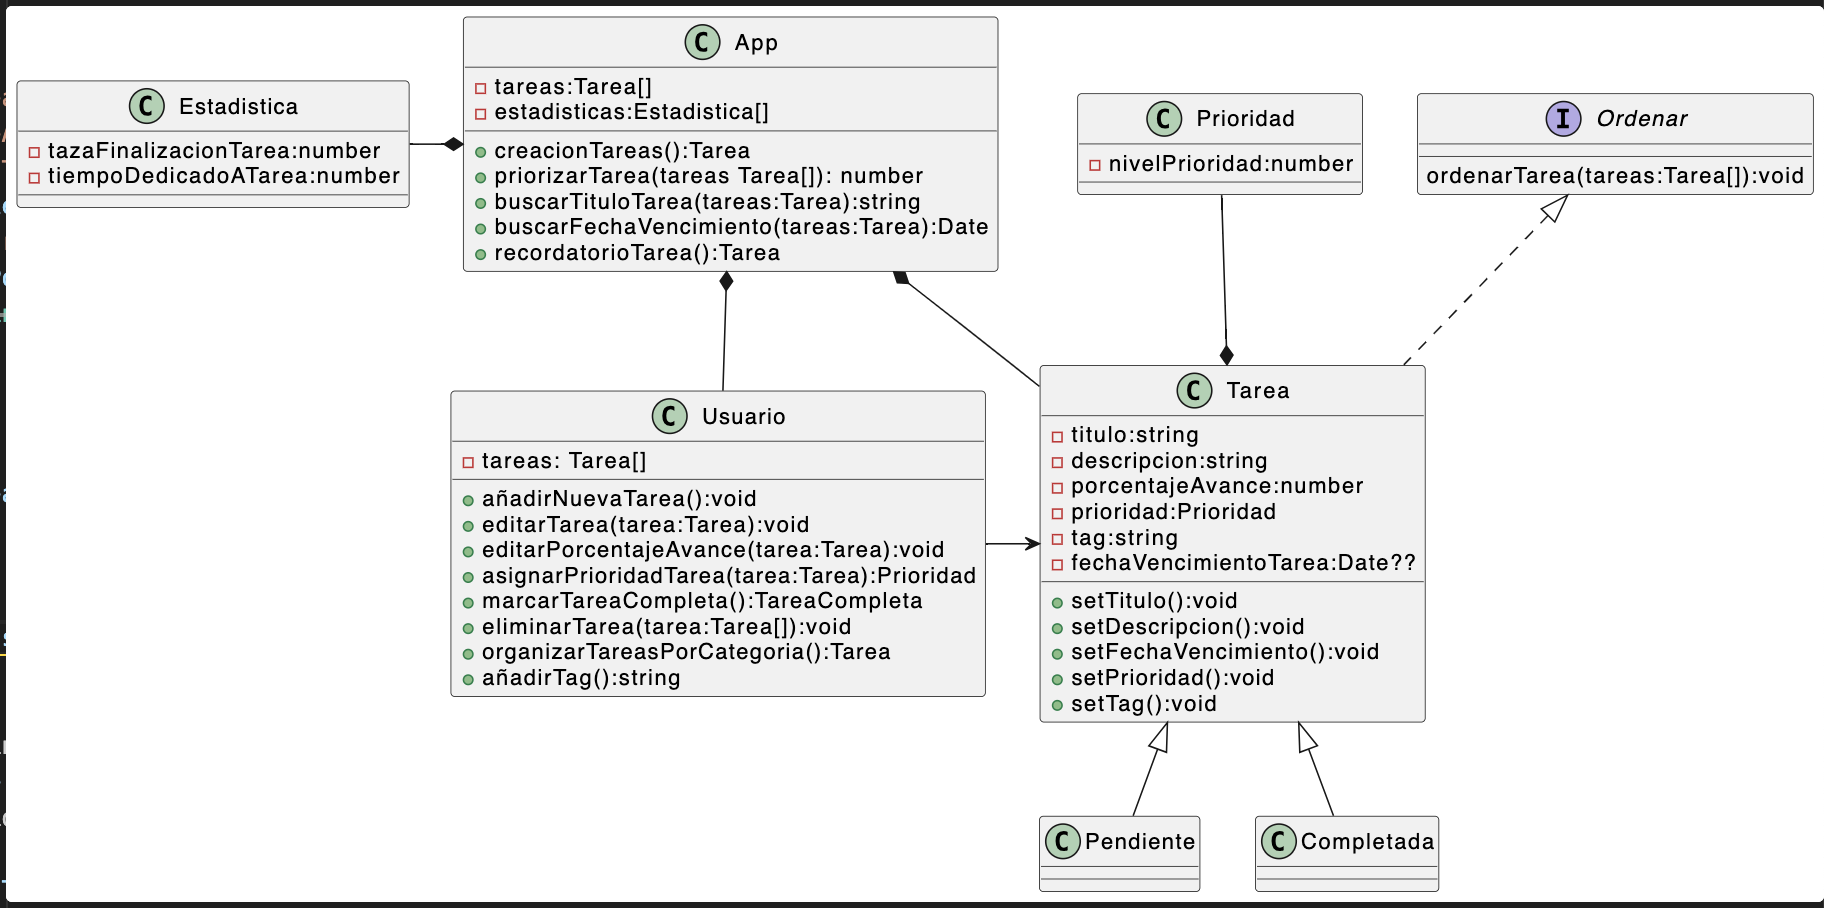 C App
tareas:Tarea[]
estadisticas:Estadistica[]
creacionTareas():Tarea
priorizarTarea(tareas Tarea[]): number
buscarTituloTarea(tareas:Tarea):string
buscarFechaVencimiento(tareas:Tarea):Date
recordatorioTarea():Tarea
C Estadistica
tazaFinalizacionTarea:number
tiempoDedicadoATarea:number
C Prioridad
nivelPrioridad:number
I Ordenar
ordenarTarea(tareas:Tarea[]):void
C Usuario
tareas: Tarea[]
añadirNuevaTarea():void
editarTarea(tarea:Tarea):void
editarPorcentajeAvance(tarea:Tarea):void
asignarPrioridadTarea(tarea:Tarea):Prioridad
marcarTareaCompleta():TareaCompleta
eliminarTarea(tarea:Tarea[]):void
organizarTareasPorCategoria():Tarea
añadirTag():string
C Tarea
titulo:string
descripcion:string
porcentajeAvance:number
prioridad:Prioridad
tag:string
fechaVencimientoTarea:Date??
setTitulo():void
setDescripcion():void
setFechaVencimiento():void
setPrioridad():void
setTag():void
C Pendiente
C Completada